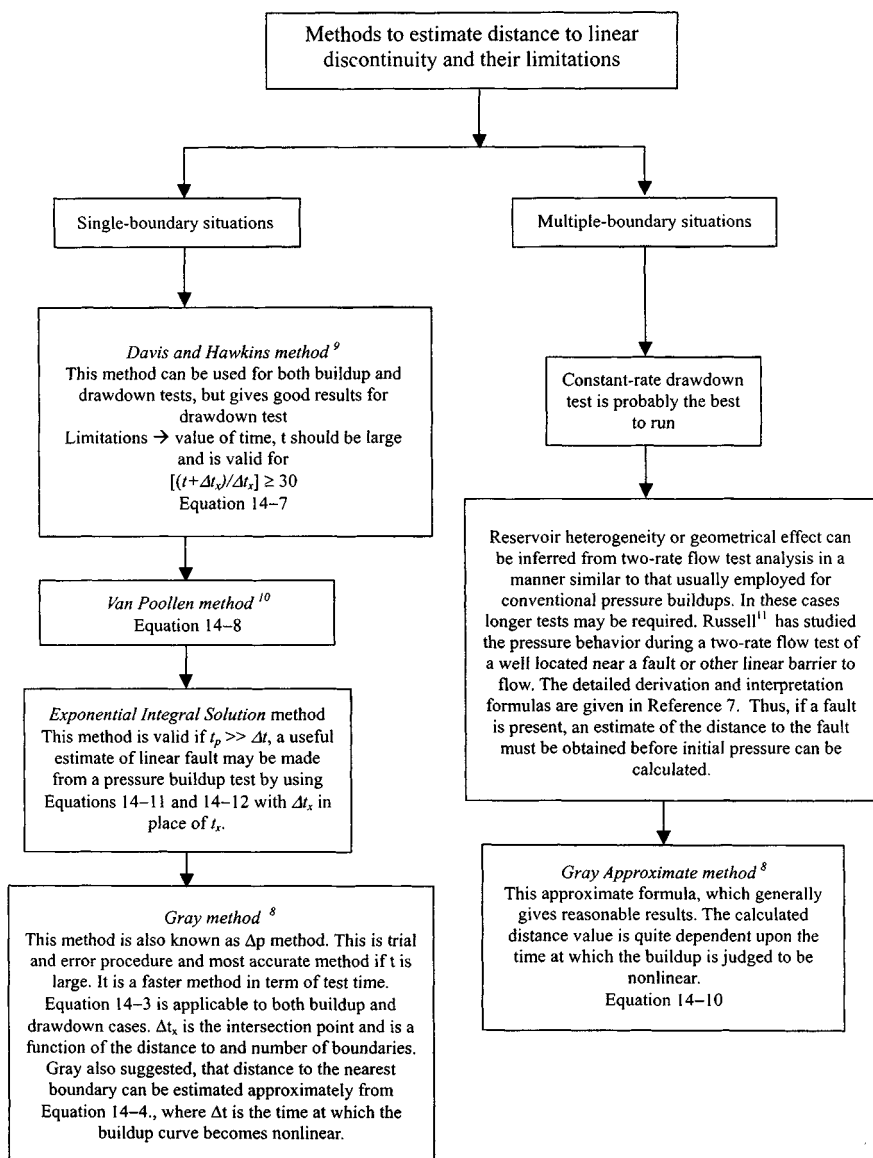 Methods to estimate distance to linear
discontinuity and their limitations
Single-boundary situations
Multiple-boundary situations
Davis and Hawkins method 9
This method can be used for both buildup and
drawdown tests, but gives good results for
drawdown test
Limitations → value of time, t should be large
and is valid for
[(t+Δtx)/Δtx] ≥ 30
Equation 14–7
Van Poollen method 10
Equation 14–8
Exponential Integral Solution method
This method is valid if tp >> Δt, a useful
estimate of linear fault may be made
from a pressure buildup test by using
Equations 14–11 and 14–12 with Δtx in
place of tx.
Gray method 8
This method is also known as Δp method. This is trial
and error procedure and most accurate method if t is
large. It is a faster method in term of test time.
Equation 14–3 is applicable to both buildup and
drawdown cases. Δtx is the intersection point and is a
function of the distance to and number of boundaries.
Gray also suggested, that distance to the nearest
boundary can be estimated approximately from
Equation 14–4., where Δt is the time at which the
buildup curve becomes nonlinear.
Constant-rate drawdown
test is probably the best
to run
Reservoir heterogeneity or geometrical effect can
be inferred from two-rate flow test analysis in a
manner similar to that usually employed for
conventional pressure buildups. In these cases
longer tests may be required. Russell11 has studied
the pressure behavior during a two-rate flow test of
a well located near a fault or other linear barrier to
flow. The detailed derivation and interpretation
formulas are given in Reference 7. Thus, if a fault
is present, an estimate of the distance to the fault
must be obtained before initial pressure can be
calculated.
Gray Approximate method 8
This approximate formula, which generally
gives reasonable results. The calculated
distance value is quite dependent upon the
time at which the buildup is judged to be
nonlinear.
Equation 14–10